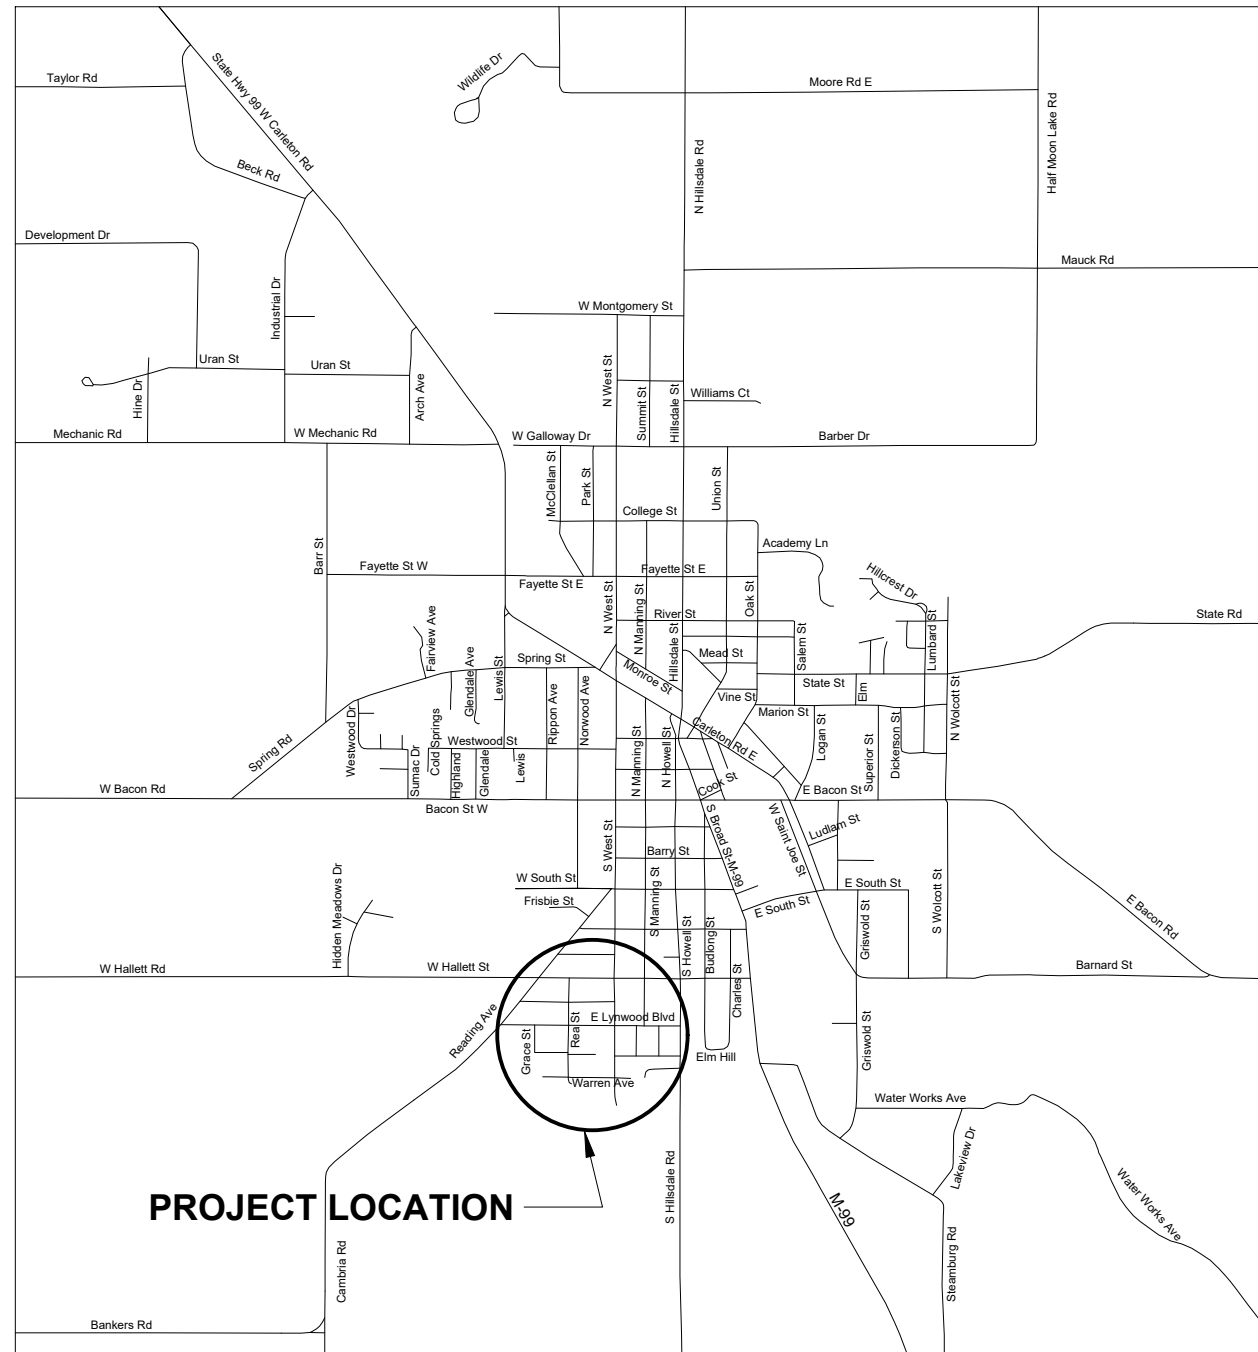 Taylor Rd
State Hwy 99 W Carleton Rd
Wildlife Dr
Moore Rd E
Half Moon Lake Rd
Beck Rd
N Hillsdale Rd
Development Dr
Mauck Rd
Industrial Dr
W Montgomery St
Uran St
Uran St
Hine Dr
Arch Ave
N West St
Summit St
Hillsdale St
Williams Ct
Mechanic Rd
W Mechanic Rd
W Galloway Dr
Barber Dr
McClellan St
Park St
Union St
College St
Barr St
Academy Ln
Fayette St W
Fayette St E
Fayette St E
Hillcrest Dr
N West St
N Manning St
Oak St
River St
Hillsdale St
Salem St
Lumbard St
State Rd
Fairview Ave
Glendale Ave
Lewis St
Spring St
Mead St
Monroe St
State St
Elm
Vine St
Marion St
N Wolcott St
Rippon Ave
Norwood Ave
Westwood Dr
Spring Rd
Sumac Dr
Cold Springs
Westwood St
Highland
Glendale
Lewis
N Manning St
N Howell St
Carleton Rd E
Logan St
Superior St
Dickerson St
Cook St
W Bacon Rd
Bacon St W
E Bacon St
S West St
S Broad St-M-99
W Saint Joe St
Ludlam St
Barry St
W South St
Frisbie St
S Manning St
E South St
E South St
Hidden Meadows Dr
S Howell St
Budlong St
Griswold St
S Wolcott St
E Bacon Rd
W Hallett Rd
W Hallett St
Charles St
Barnard St
Reading Ave
Grace St
Rea St
E Lynwood Blvd
Elm Hill
Griswold St
Warren Ave
Water Works Ave
Lakeview Dr
Water Works Ave
PROJECT LOCATION
S Hillsdale Rd
M-99
Cambria Rd
Steamburg Rd
Bankers Rd